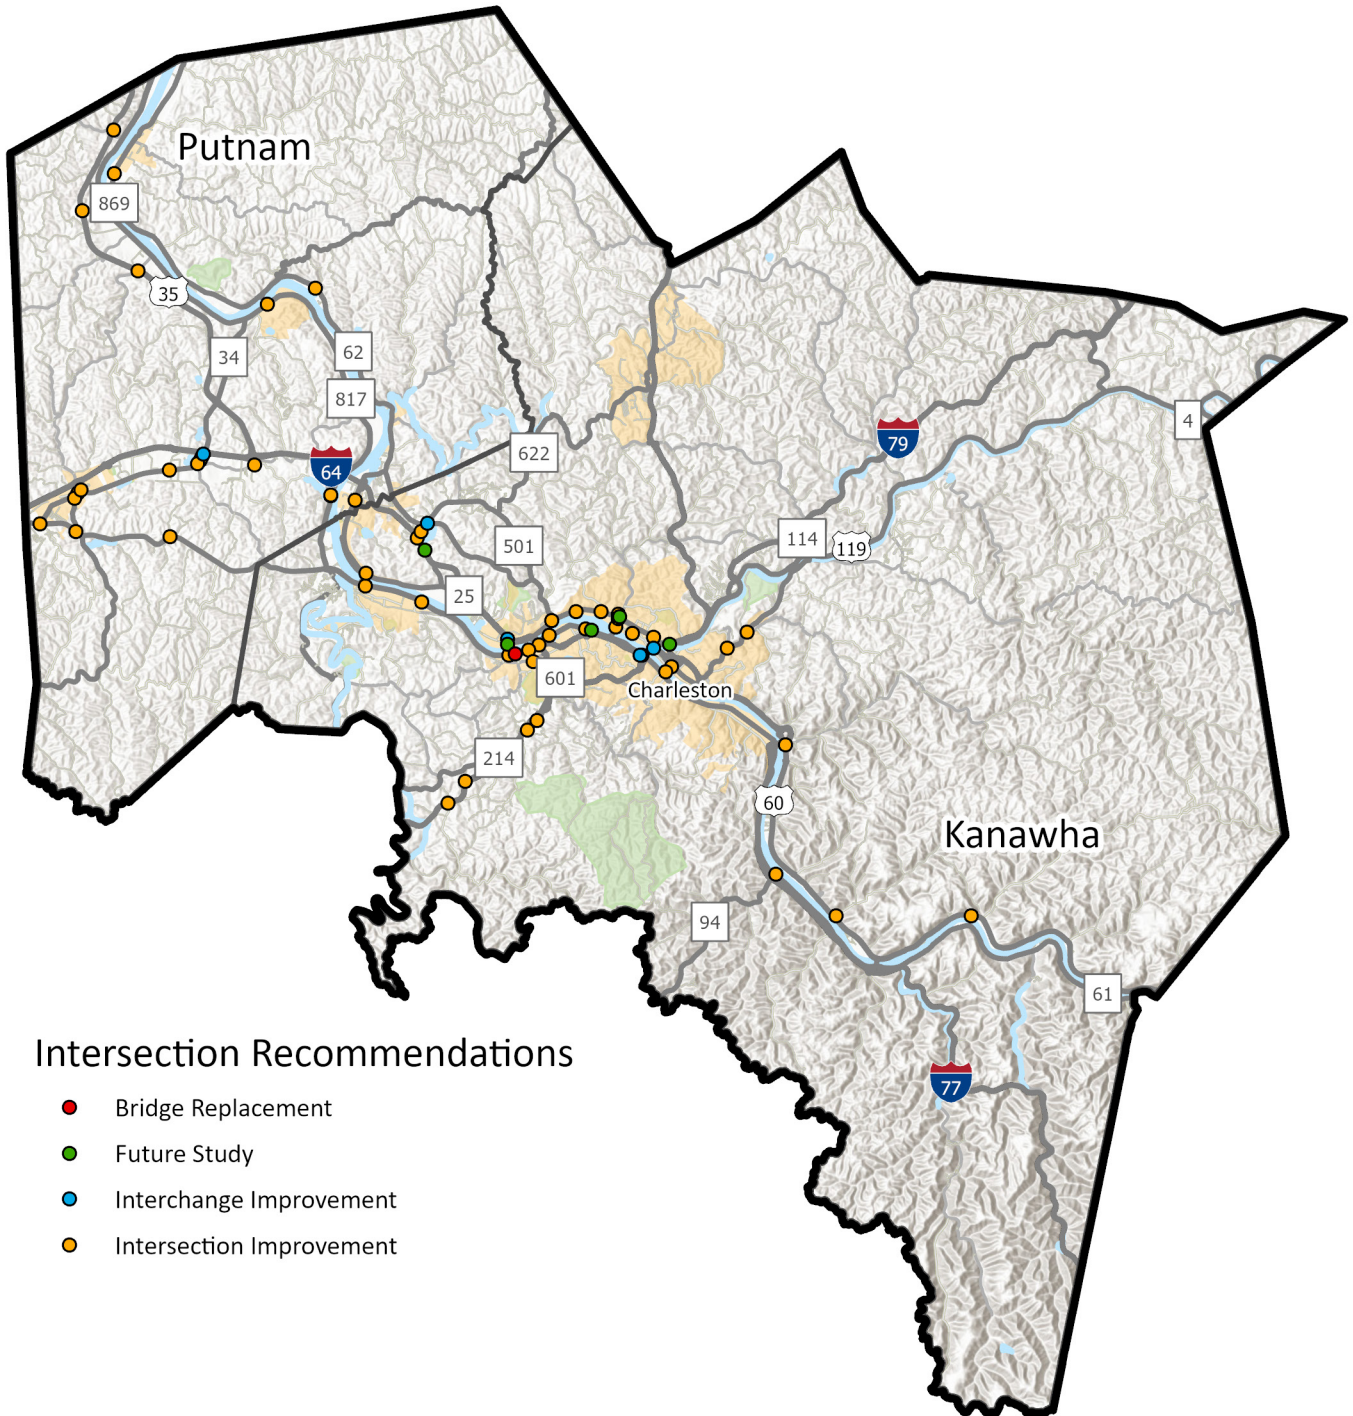 Putnam
869
35
34
62
817
64
622
79
4
114
119
501
25
601
Charleston
214
60
Kanawha
94
61
77
Intersection Recommendations
Bridge Replacement
Future Study
Interchange Improvement
Intersection Improvement